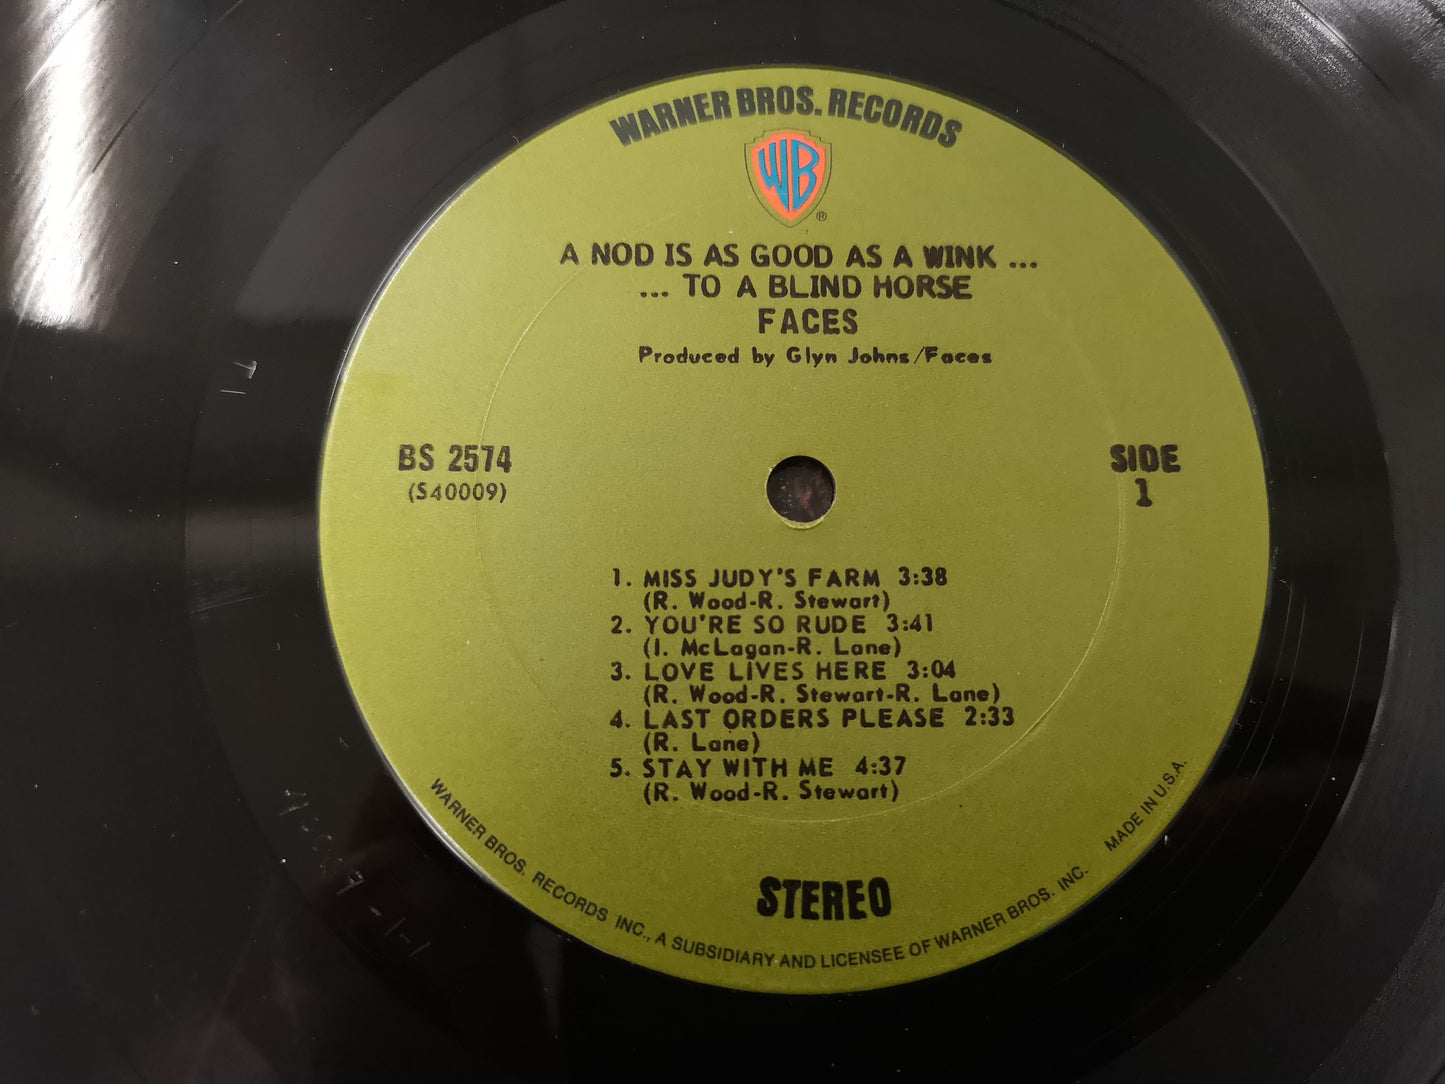 WARNER BROS. RECORDS
WB
®
A NOD IS AS GOOD AS A WINK ...
... TO A BLIND HORSE
FACES
Produced by Glyn Johns/Faces
BS 2574
(S40009)
SIDE
1
1. MISS JUDY'S FARM 3:38
(R. Wood-R. Stewart)
2. YOU'RE SO RUDE 3:41
(I. McLagan-R. Lane)
3. LOVE LIVES HERE 3:04
(R. Wood-R. Stewart-R. Lane)
4. LAST ORDERS PLEASE 2:33
(R. Lane)
5. STAY WITH ME 4:37
(R. Wood-R. Stewart)
STEREO
WARNER BROS. RECORDS INC., A SUBSIDIARY AND LICENSEE OF WARNER BROS. INC. MADE IN U.S.A.